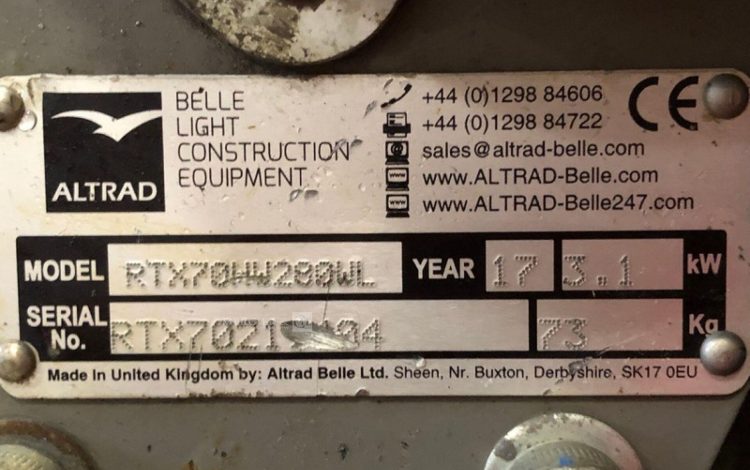 BELLE
LIGHT
CONSTRUCTION
EQUIPMENT
ALTRAD
+44 (0)1298 84606
+44 (0)1298 84722
sales@altrad-belle.com
www.ALTRAD-Belle.com
www.ALTRAD-Belle247.com
CE
MODEL RTX70HW280WL YEAR 17 3.1 kW
SERIAL No. 73 Kg
Made In United Kingdom by: Altrad Belle Ltd. Sheen, Nr. Buxton, Derbyshire, SK17 0EU